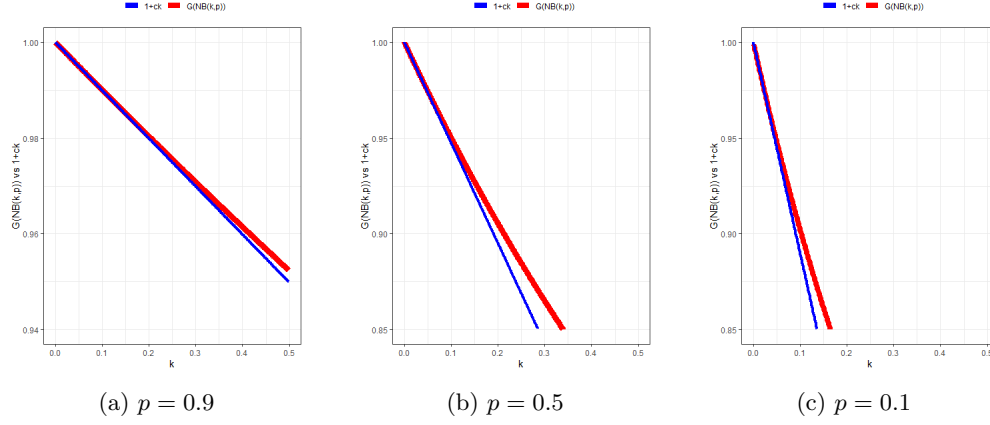 1+ck G(NB(k,p))
G(NB(k,p)) vs 1+ck
1.00
0.98
0.96
0.94
0.0 0.1 0.2 0.3 0.4 0.5
k
(a) p = 0.9
1+ck G(NB(k,p))
G(NB(k,p)) vs 1+ck
1.00
0.95
0.90
0.85
0.0 0.1 0.2 0.3 0.4 0.5
k
(b) p = 0.5
1+ck G(NB(k,p))
G(NB(k,p)) vs 1+ck
1.00
0.95
0.90
0.85
0.0 0.1 0.2 0.3 0.4 0.5
k
(c) p = 0.1